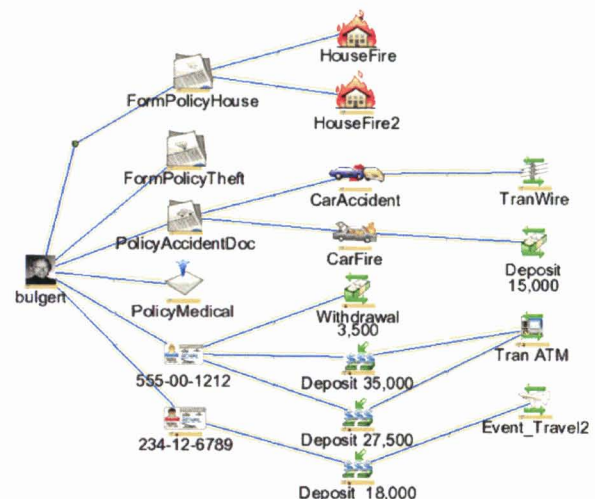 HouseFire
FormPolicyHouse
HouseFire2
FormPolicyTheft
CarAccident
TranWire
PolicyAccidentDoc
CarFire
Deposit
15,000
bulgert
PolicyMedical
Withdrawal
3,500
Tran ATM
555-00-1212
Deposit 35,000
Event_Travel2
234-12-6789
Deposit 27,500
Deposit 18,000